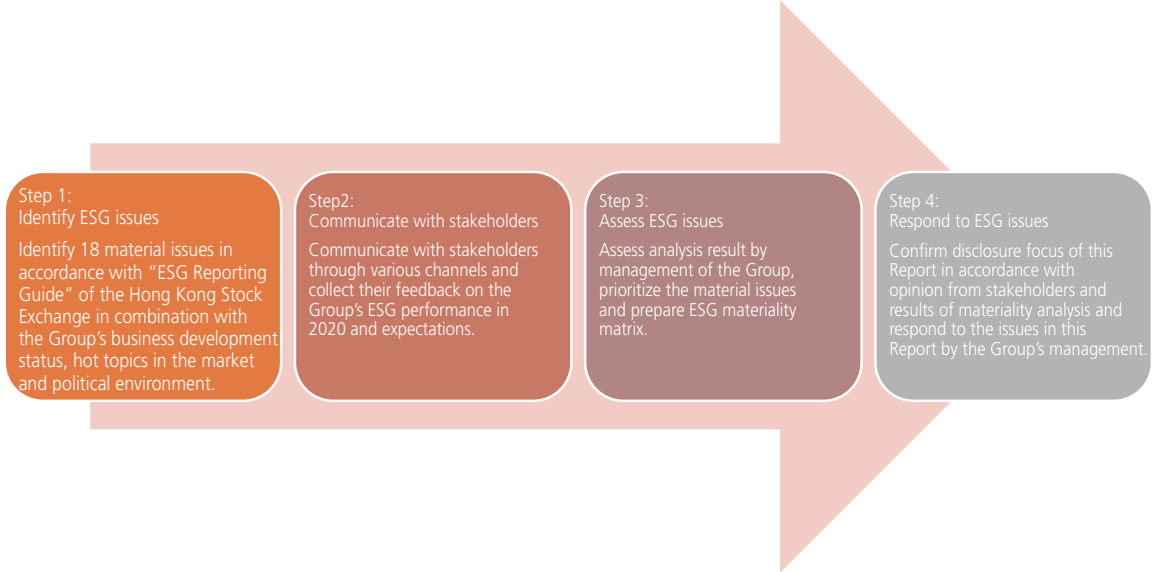 Step 1:
Identify ESG issues
Identify 18 material issues in
accordance with “ESG Reporting
Guide” of the Hong Kong Stock
Exchange in combination with
the Group’s business development
status, hot topics in the market
and political environment.
Step2:
Communicate with stakeholders
Communicate with stakeholders
through various channels and
collect their feedback on the
Group’s ESG performance in
2020 and expectations.
Step 3:
Assess ESG issues
Assess analysis result by
management of the Group,
prioritize the material issues
and prepare ESG materiality
matrix.
Step 4:
Respond to ESG issues
Confirm disclosure focus of this
Report in accordance with
opinion from stakeholders and
results of materiality analysis and
respond to the issues in this
Report by the Group’s management.